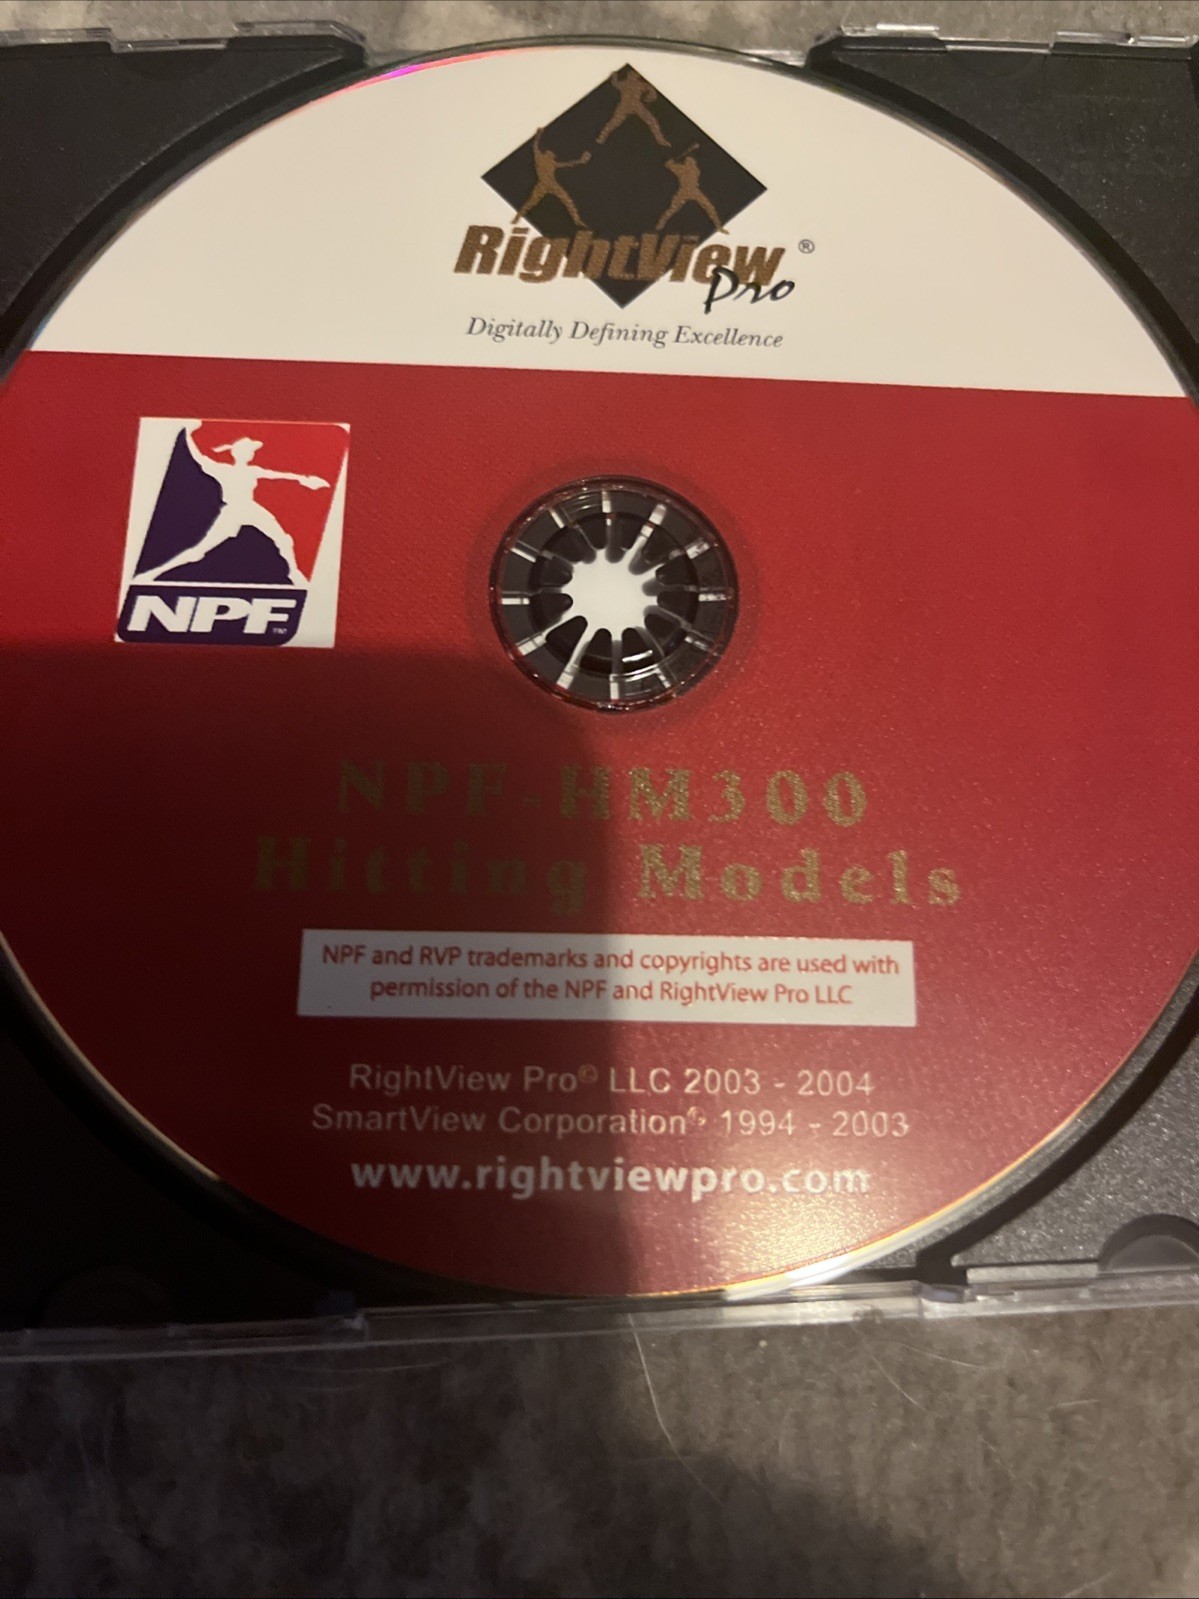 RightView®
Pro
Digitally Defining Excellence
NPF™
NPF-HM300
Hitting Models
NPF and RVP trademarks and copyrights are used with
permission of the NPF and RightView Pro LLC
RightView Pro© LLC 2003 - 2004
SmartView Corporation© 1994 - 2003
www.rightviewpro.com